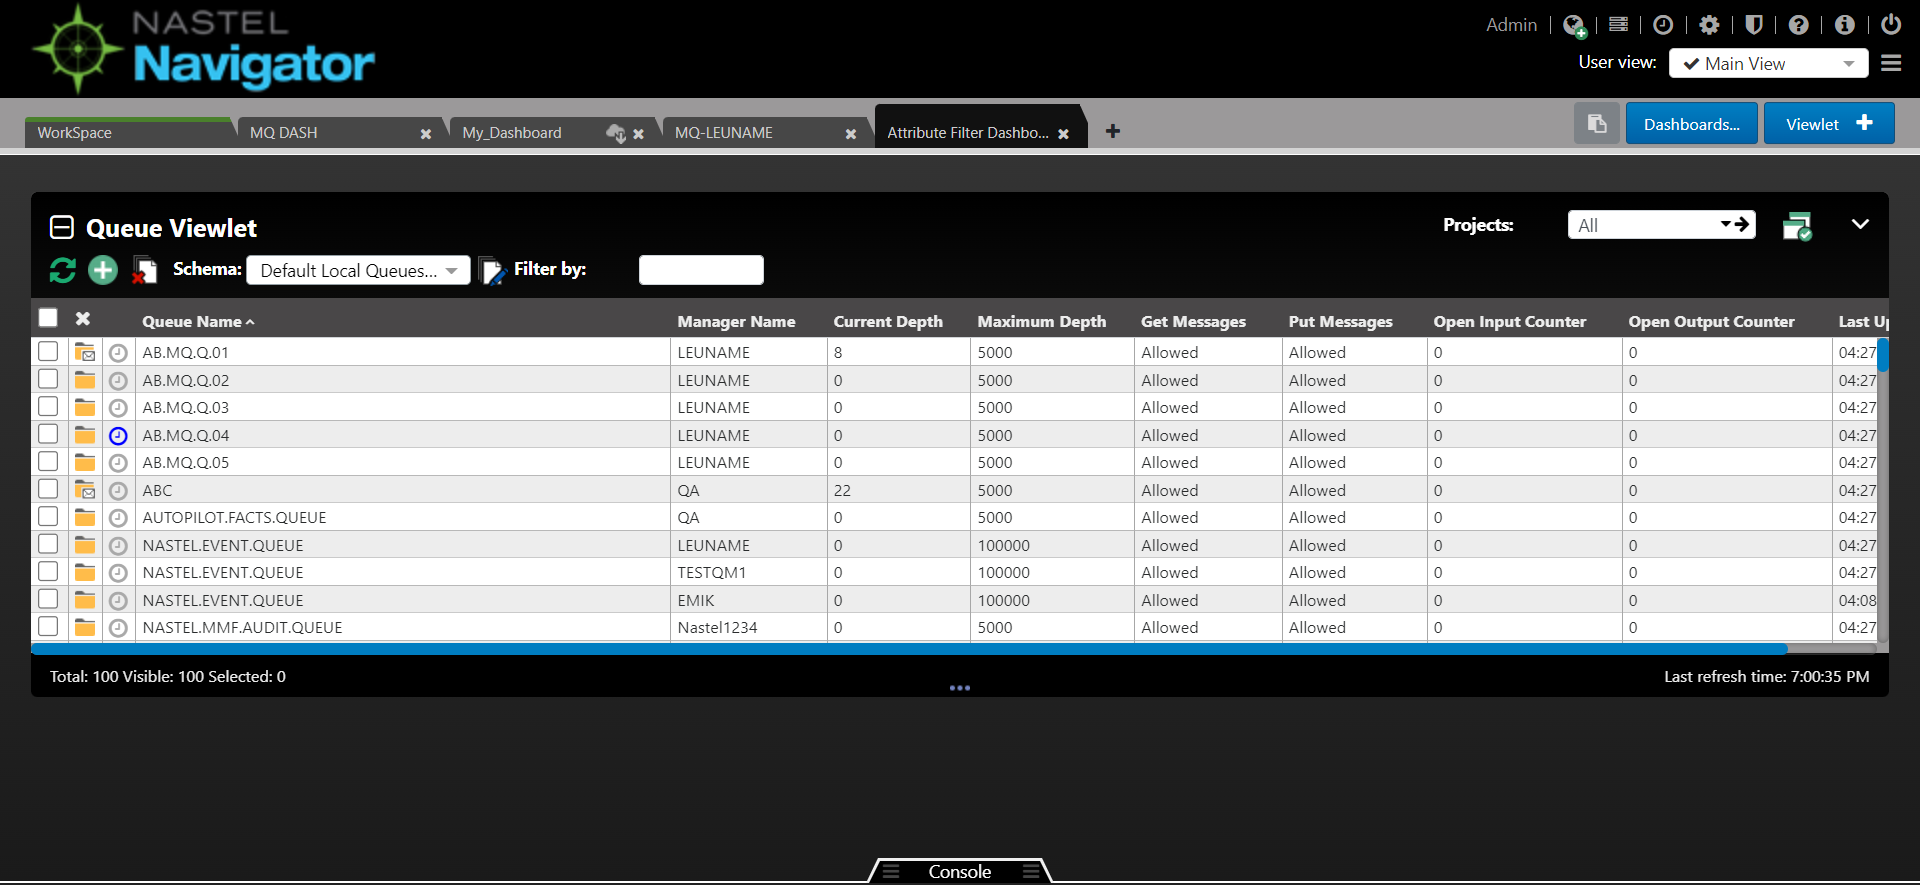 NASTEL
Navigator
Admin
User view: Main View
WorkSpace MQ DASH My_Dashboard MQ-LEUNAME Attribute Filter Dashbo... Dashboards... Viewlet
Queue Viewlet Projects: All
Schema: Default Local Queues... Filter by:
Queue Name Manager Name Current Depth Maximum Depth Get Messages Put Messages Open Input Counter Open Output Counter Last Up
AB.MQ.Q.01 LEUNAME 8 5000 Allowed Allowed 0 0 04:27
AB.MQ.Q.02 LEUNAME 0 5000 Allowed Allowed 0 0 04:27
AB.MQ.Q.03 LEUNAME 0 5000 Allowed Allowed 0 0 04:27
AB.MQ.Q.04 LEUNAME 0 5000 Allowed Allowed 0 0 04:27
AB.MQ.Q.05 LEUNAME 0 5000 Allowed Allowed 0 0 04:27
ABC QA 22 5000 Allowed Allowed 0 0 04:27
AUTOPILOT.FACTS.QUEUE QA 0 5000 Allowed Allowed 0 0 04:27
NASTEL.EVENT.QUEUE LEUNAME 0 100000 Allowed Allowed 0 0 04:27
NASTEL.EVENT.QUEUE TESTQM1 0 100000 Allowed Allowed 0 0 04:27
NASTEL.EVENT.QUEUE EMIK 0 100000 Allowed Allowed 0 0 04:08
NASTEL.MMF.AUDIT.QUEUE Nastel1234 0 5000 Allowed Allowed 0 0 04:27
Total: 100 Visible: 100 Selected: 0 Last refresh time: 7:00:35 PM
Console